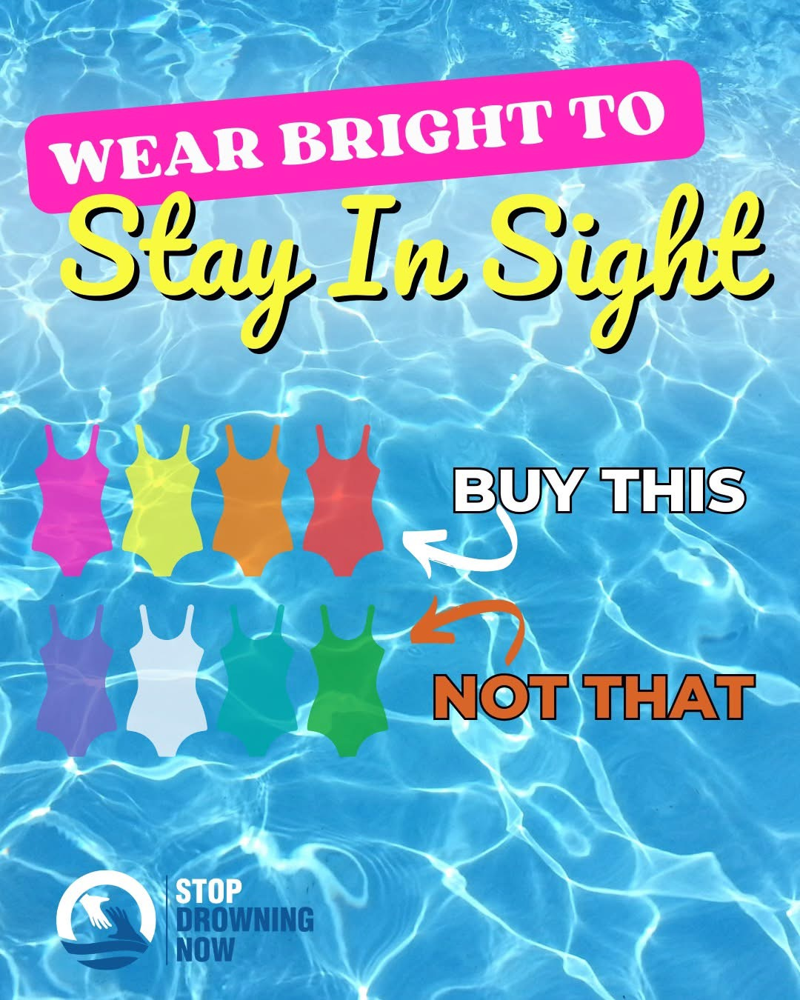 WEAR BRIGHT TO
Stay In Sight
BUY THIS
NOT THAT
STOP
DROWNING
NOW